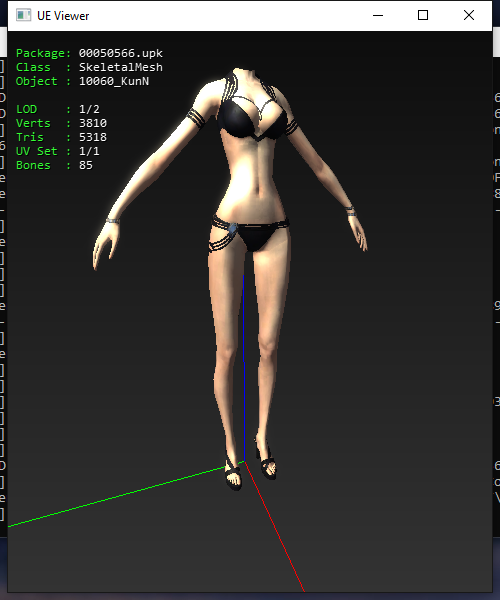 UE Viewer
Package: 00050566.upk
Class : SkeletalMesh
Object : 10060_KunN
LOD : 1/2
Verts : 3810
Tris : 5318
UV Set : 1/1
Bones : 85